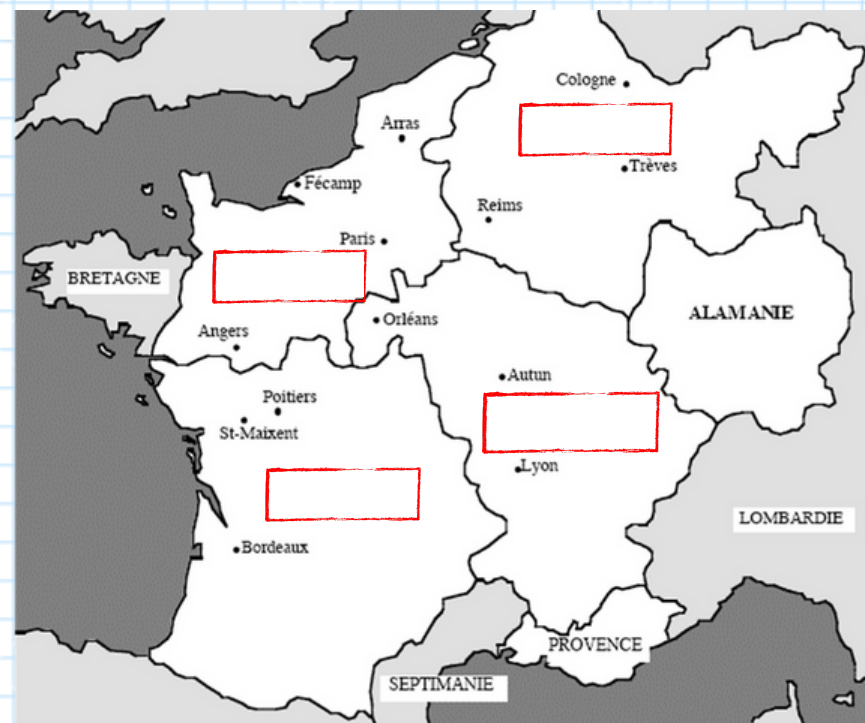 Cologne
Arras
Trèves
Fécamp
Reims
Paris
BRETAGNE
ALAMANIE
Orléans
Angers
Autun
Poitiers
St-Maixent
Lyon
LOMBARDIE
Bordeaux
PROVENCE
SEPTIMANIE